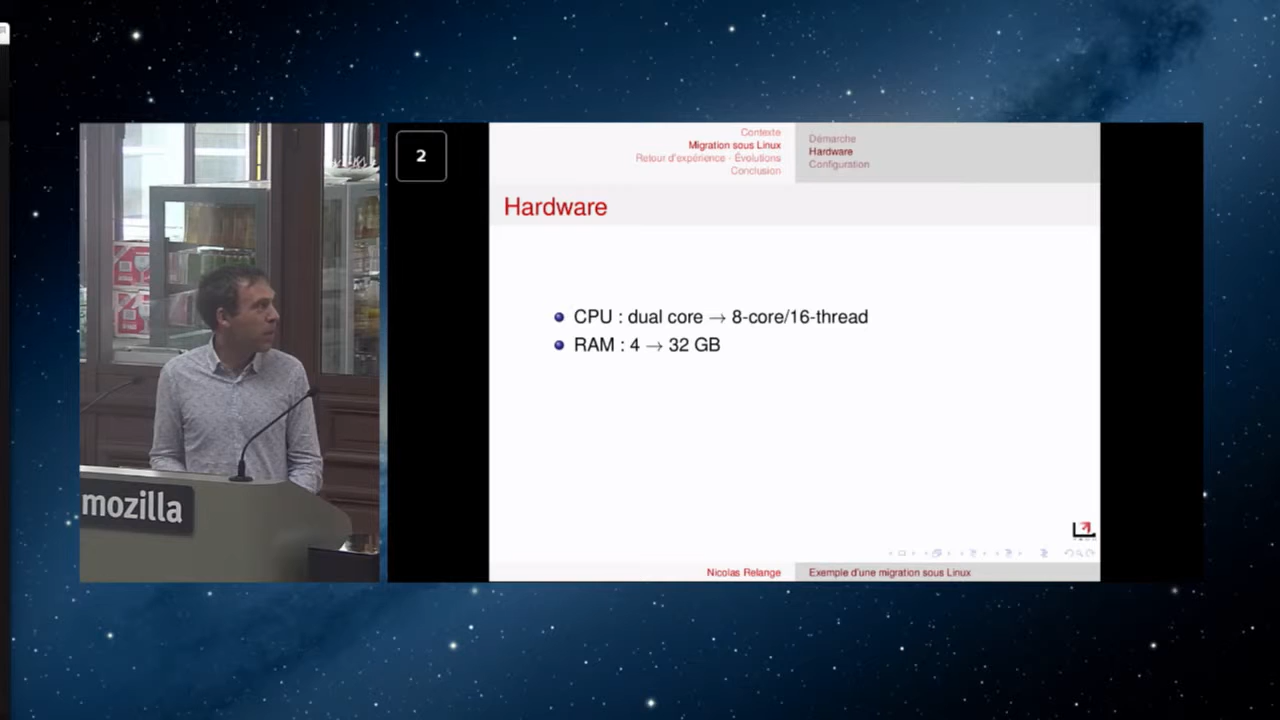 mozilla
2
Contexte
Migration sous Linux
Retour d'expérience - Évolutions
Conclusion
Démarche
Hardware
Configuration
Hardware
CPU : dual core → 8-core/16-thread
RAM : 4 → 32 GB
Nicolas Relange
Exemple d'une migration sous Linux